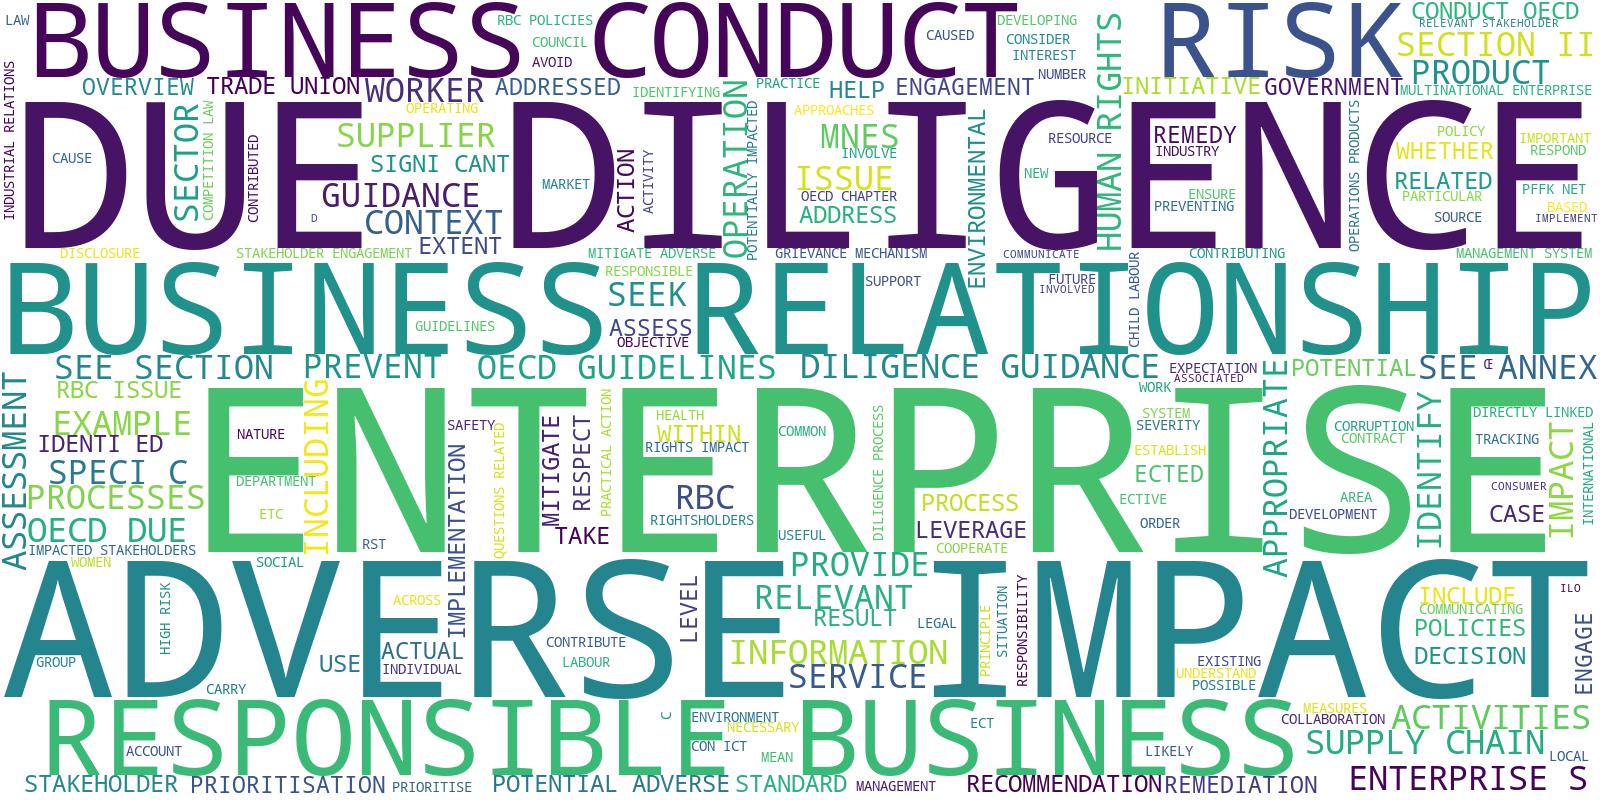 LAW
BUSINESS CONDUCT
RBC POLICIES
COUNCIL
AVOID
CAUSED
DEVELOPING
CONSIDER
INTEREST
NUMBER
HUMAN RIGHTS
RISK
CONDUCT OECD
RELEVANT STAKEHOLDER
SECTION II
PRODUCT
INDUSTRIAL RELATIONS
OVERVIEW
TRADE UNION
WORKER
ADDRESSED
IDENTIFYING
OPERATION
PRACTICE
HELP
ENGAGEMENT
INITIATIVE
GOVERNMENT
MULTINATIONAL ENTERPRISE
DUE DILIGENCE
CAUSE
SECTOR
COMPETITION LAW
CONTRIBUTED
OPERATING
SUPPLIER
SIGNI CANT
GUIDANCE
D
CONTEXT
EXTENT
MARKET
ACTION
ACTIVITY
POTENTIALLY IMPACTED
APPROACHES
MNES
INVOLVE
ISSUE
OECD CHAPTER
ADDRESS
ENVIRONMENTAL
RESOURCE
NEW
REMEDY
INDUSTRY
ENSURE
PREVENTING
OPERATIONS PRODUCTS
POLICY
WHETHER
RELATED
PARTICULAR
SOURCE
IMPORTANT
RESPOND
PFFK NET
BASED
IMPLEMENT
DISCLOSURE
STAKEHOLDER ENGAGEMENT
MITIGATE ADVERSE
GRIEVANCE MECHANISM
COMMUNICATE
CONTRIBUTING
MANAGEMENT SYSTEM
BUSINESS RELATIONSHIP
GUIDELINES
RESPONSIBLE
SEEK
ASSESS
OBJECTIVE
SUPPORT
FUTURE
INVOLVED
CHILD LABOUR
SEE SECTION
PREVENT
OECD GUIDELINES
DILIGENCE GUIDANCE
EXPECTATION
ASSOCIATED
WORK
APPROPRIATE
POTENTIAL
SEE
Œ
ANNEX
ASSESSMENT
RBC ISSUE
EXAMPLE
IDENTI ED
SPECI C
PROCESSES
OECD DUE
IMPACTED STAKEHOLDERS
WOMEN
ENTERPRISE
NATURE
DEPARTMENT
ETC
INCLUDING
RST
SAFETY
IMPLEMENTATION
QUESTIONS RELATED
MITIGATE
RESPECT
PRACTICAL ACTION
TAKE
HEALTH
WITHIN
RIGHTS IMPACT
RBC
RIGHTSHOLDERS
COMMON
USEFUL
DILIGENCE PROCESS
PROCESS
LEVERAGE
COOPERATE
SYSTEM
SEVERITY
ESTABLISH
ECTED
ECTIVE
ORDER
CORRUPTION
CONTRACT
AREA
DEVELOPMENT
IDENTIFY
DIRECTLY LINKED
TRACKING
CONSUMER
CASE
IMPACT
INTERNATIONAL
SOCIAL
ADVERSE IMPACT
GROUP
HIGH RISK
CARRY
USE
ACROSS
ACTUAL
INDIVIDUAL
CONTRIBUTE
LABOUR
LEVEL
PROVIDE
RELEVANT
RESULT
INFORMATION
SERVICE
LEGAL
PRINCIPLE
SITUATION
RESPONSIBILITY
EXISTING
UNDERSTAND
POSSIBLE
INCLUDE
COMMUNICATING
POLICIES
DECISION
ILO
ENGAGE
RESPONSIBLE BUSINESS
ACCOUNT
C
ENVIRONMENT
NECESSARY
CON ICT
MEAN
ECT
LIKELY
MEASURES
COLLABORATION
ACTIVITIES
SUPPLY CHAIN
LOCAL
STAKEHOLDER
PRIORITISATION
PRIORITISE
POTENTIAL ADVERSE
STANDARD
MANAGEMENT
RECOMMENDATION
REMEDIATION
ENTERPRISE S